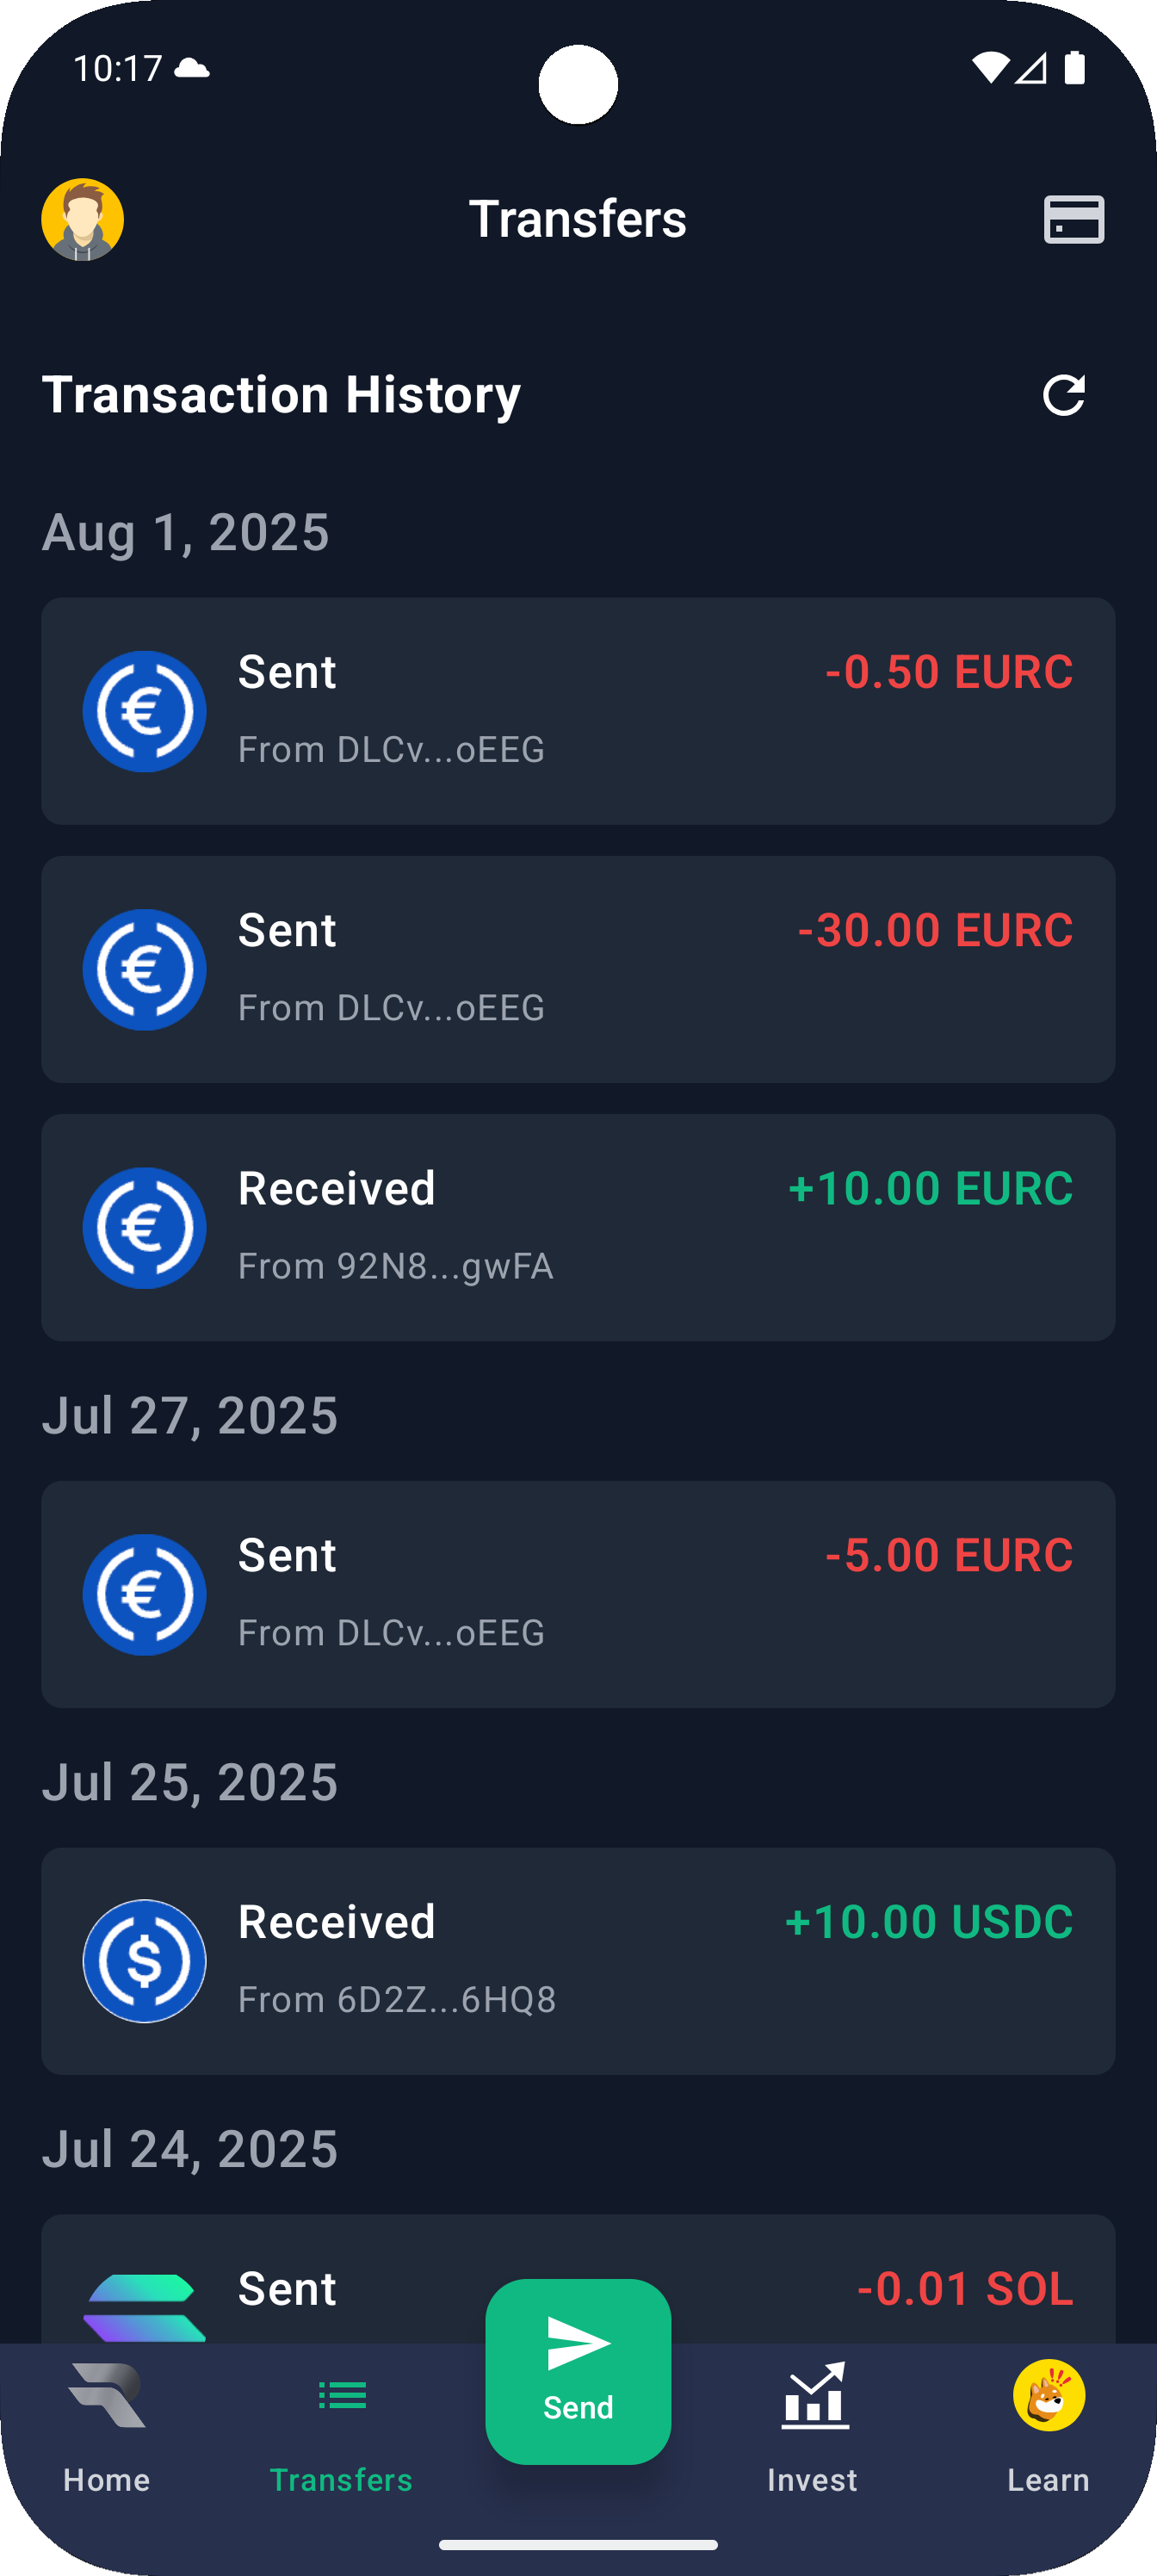 10:17
Transfers
Transaction History
Aug 1, 2025
Sent -0.50 EURC
From DLCv...oEEG
Sent -30.00 EURC
From DLCv...oEEG
Received +10.00 EURC
From 92N8...gwFA
Jul 27, 2025
Sent -5.00 EURC
From DLCv...oEEG
Jul 25, 2025
Received +10.00 USDC
From 6D2Z...6HQ8
Jul 24, 2025
Sent -0.01 SOL
Send
Home Transfers Invest Learn